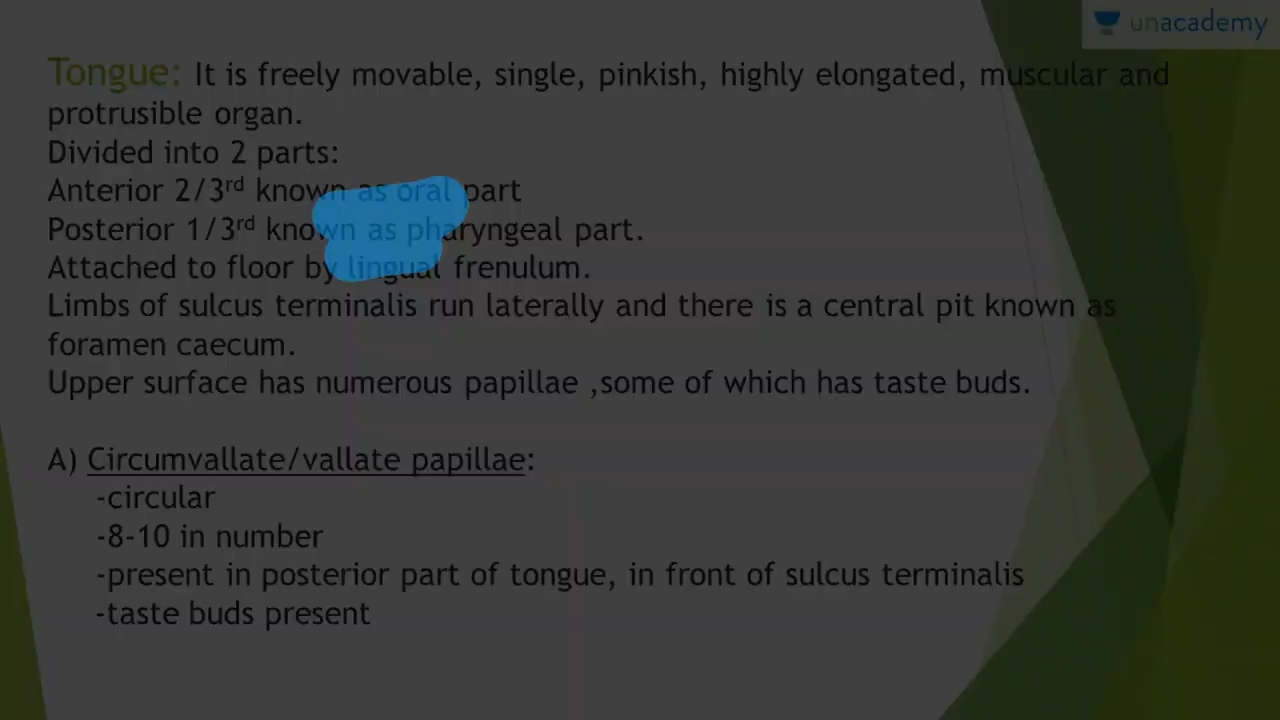 unacademy
Tongue: It is freely movable, single, pinkish, highly elongated, muscular and
protrusible organ.
Divided into 2 parts:
Anterior 2/3rd known as oral part
Posterior 1/3rd known as pharyngeal part.
Attached to floor by lingual frenulum.
Limbs of sulcus terminalis run laterally and there is a central pit known as
foramen caecum.
Upper surface has numerous papillae ,some of which has taste buds.
A) Circumvallate/vallate papillae:
-circular
-8-10 in number
-present in posterior part of tongue, in front of sulcus terminalis
-taste buds present